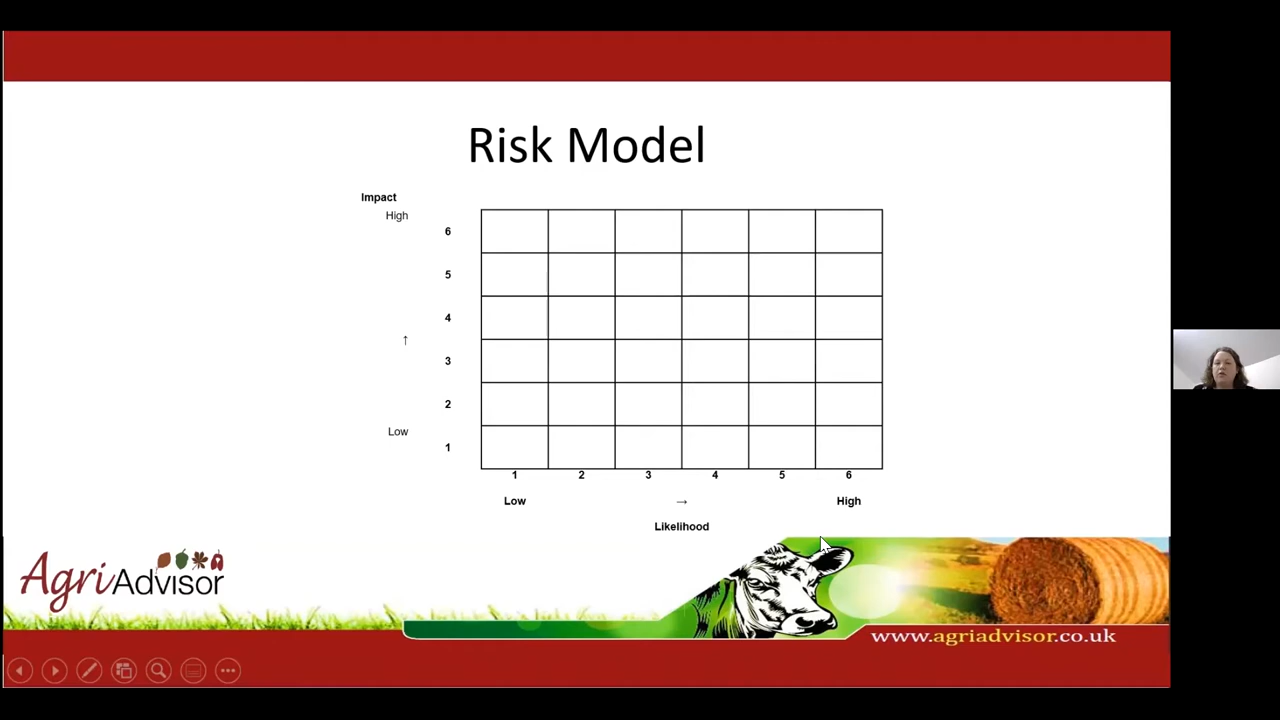 Risk Model
Impact
High
6
5
4
↑
3
2
Low
1
1 2 3 4 5 6
Low → High
Likelihood
AgriAdvisor
www.agriadvisor.co.uk